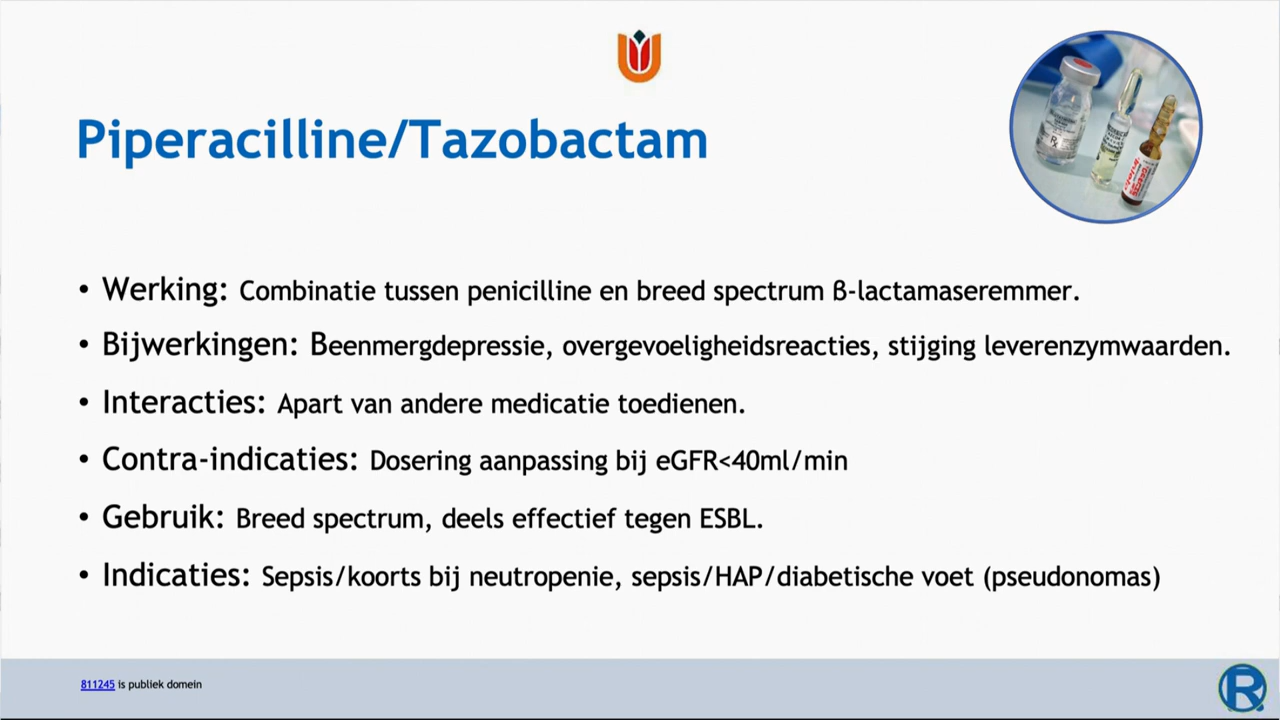 Piperacilline/Tazobactam
• Werking: Combinatie tussen penicilline en breed spectrum ß-lactamaseremmer.
• Bijwerkingen: Beenmergdepressie, overgevoeligheidsreacties, stijging leverenzymwaarden.
• Interacties: Apart van andere medicatie toedienen.
• Contra-indicaties: Dosering aanpassing bij eGFR<40ml/min
• Gebruik: Breed spectrum, deels effectief tegen ESBL.
• Indicaties: Sepsis/koorts bij neutropenie, sepsis/HAP/diabetische voet (pseudonomas)
811245 is publiek domein
R